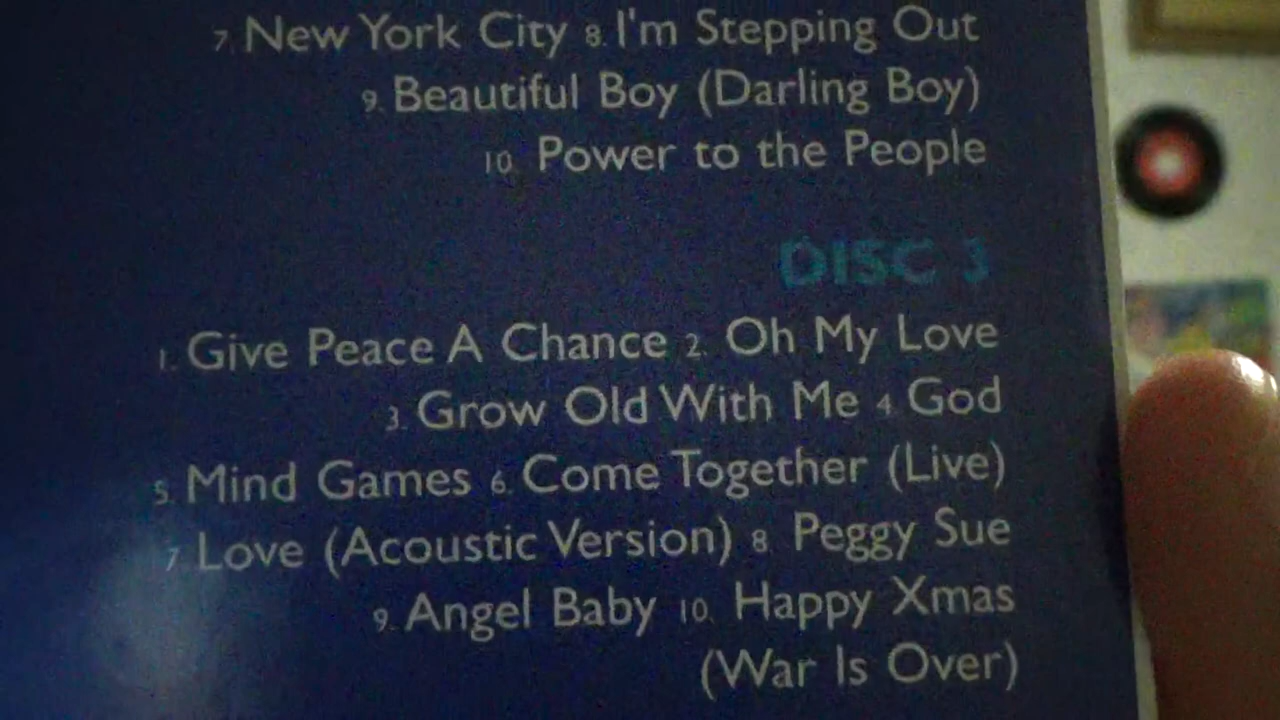 7. New York City 8. I'm Stepping Out
9. Beautiful Boy (Darling Boy)
10. Power to the People
DISC 3
1. Give Peace A Chance 2. Oh My Love
3. Grow Old With Me 4. God
5. Mind Games 6. Come Together (Live)
7. Love (Acoustic Version) 8. Peggy Sue
9. Angel Baby 10. Happy Xmas
(War Is Over)